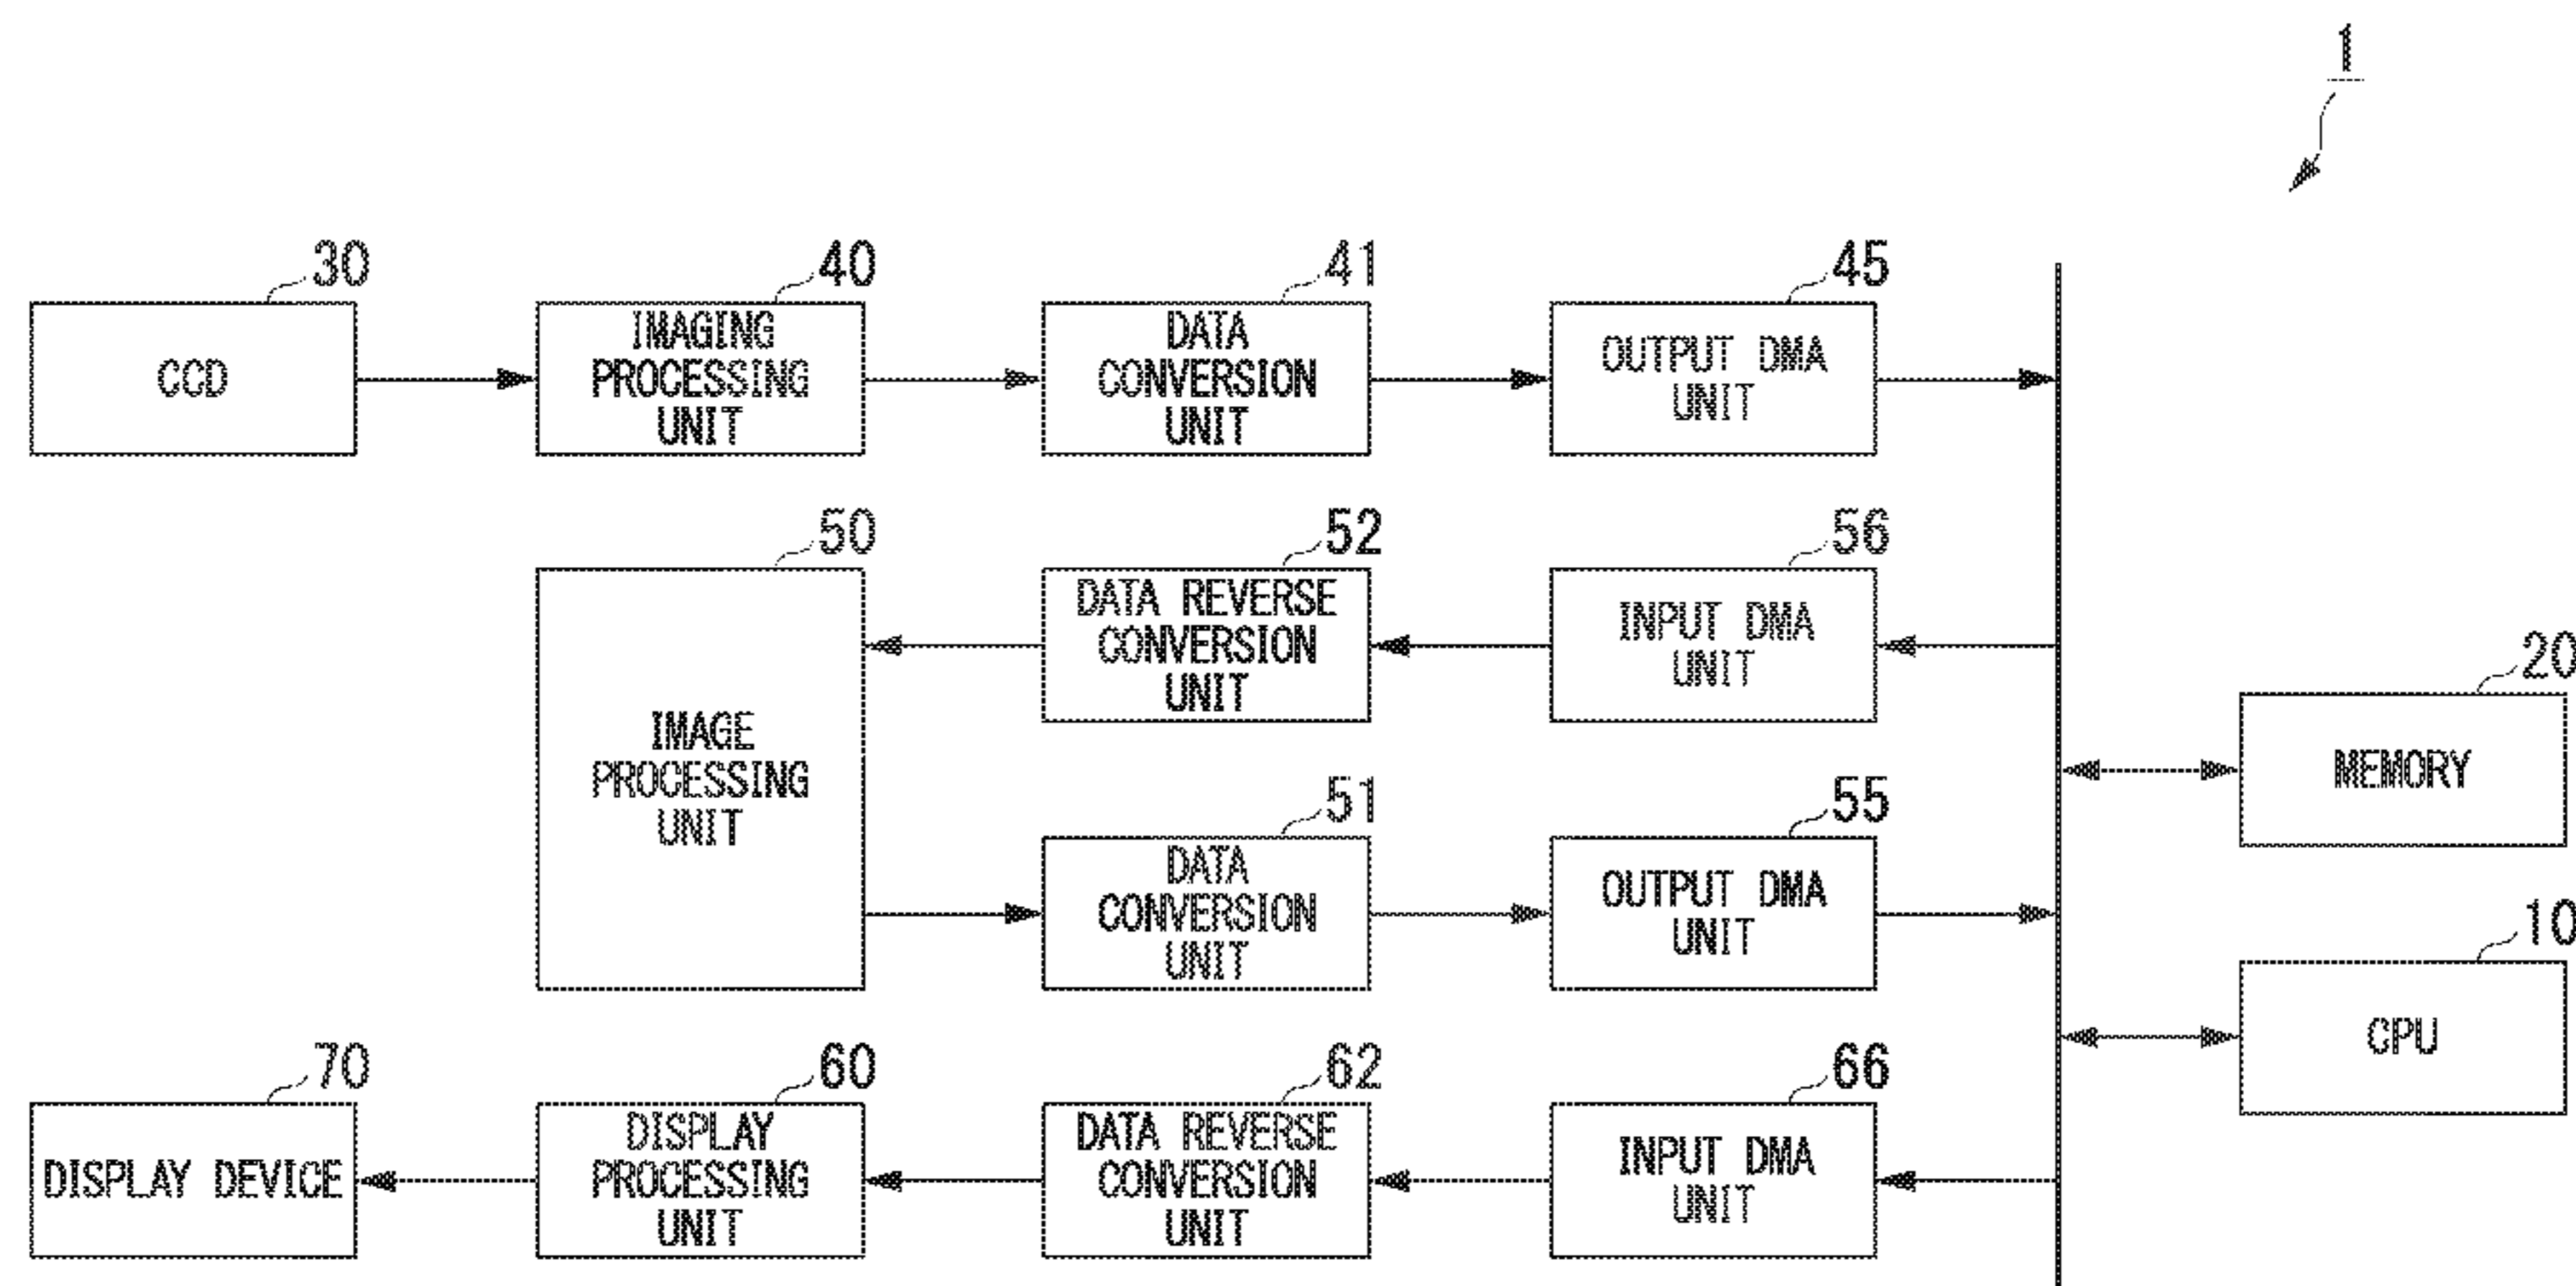 1
30
40
41
45
CCD
IMAGING
PROCESSING
UNIT
DATA
CONVERSION
UNIT
OUTPUT DMA
UNIT
50
52
56
IMAGE
PROCESSING
UNIT
DATA REVERSE
CONVERSION
UNIT
INPUT DMA
UNIT
20
MEMORY
51
55
DATA
CONVERSION
UNIT
OUTPUT DMA
UNIT
10
CPU
70
60
62
66
DISPLAY DEVICE
DISPLAY
PROCESSING
UNIT
DATA REVERSE
CONVERSION
UNIT
INPUT DMA
UNIT